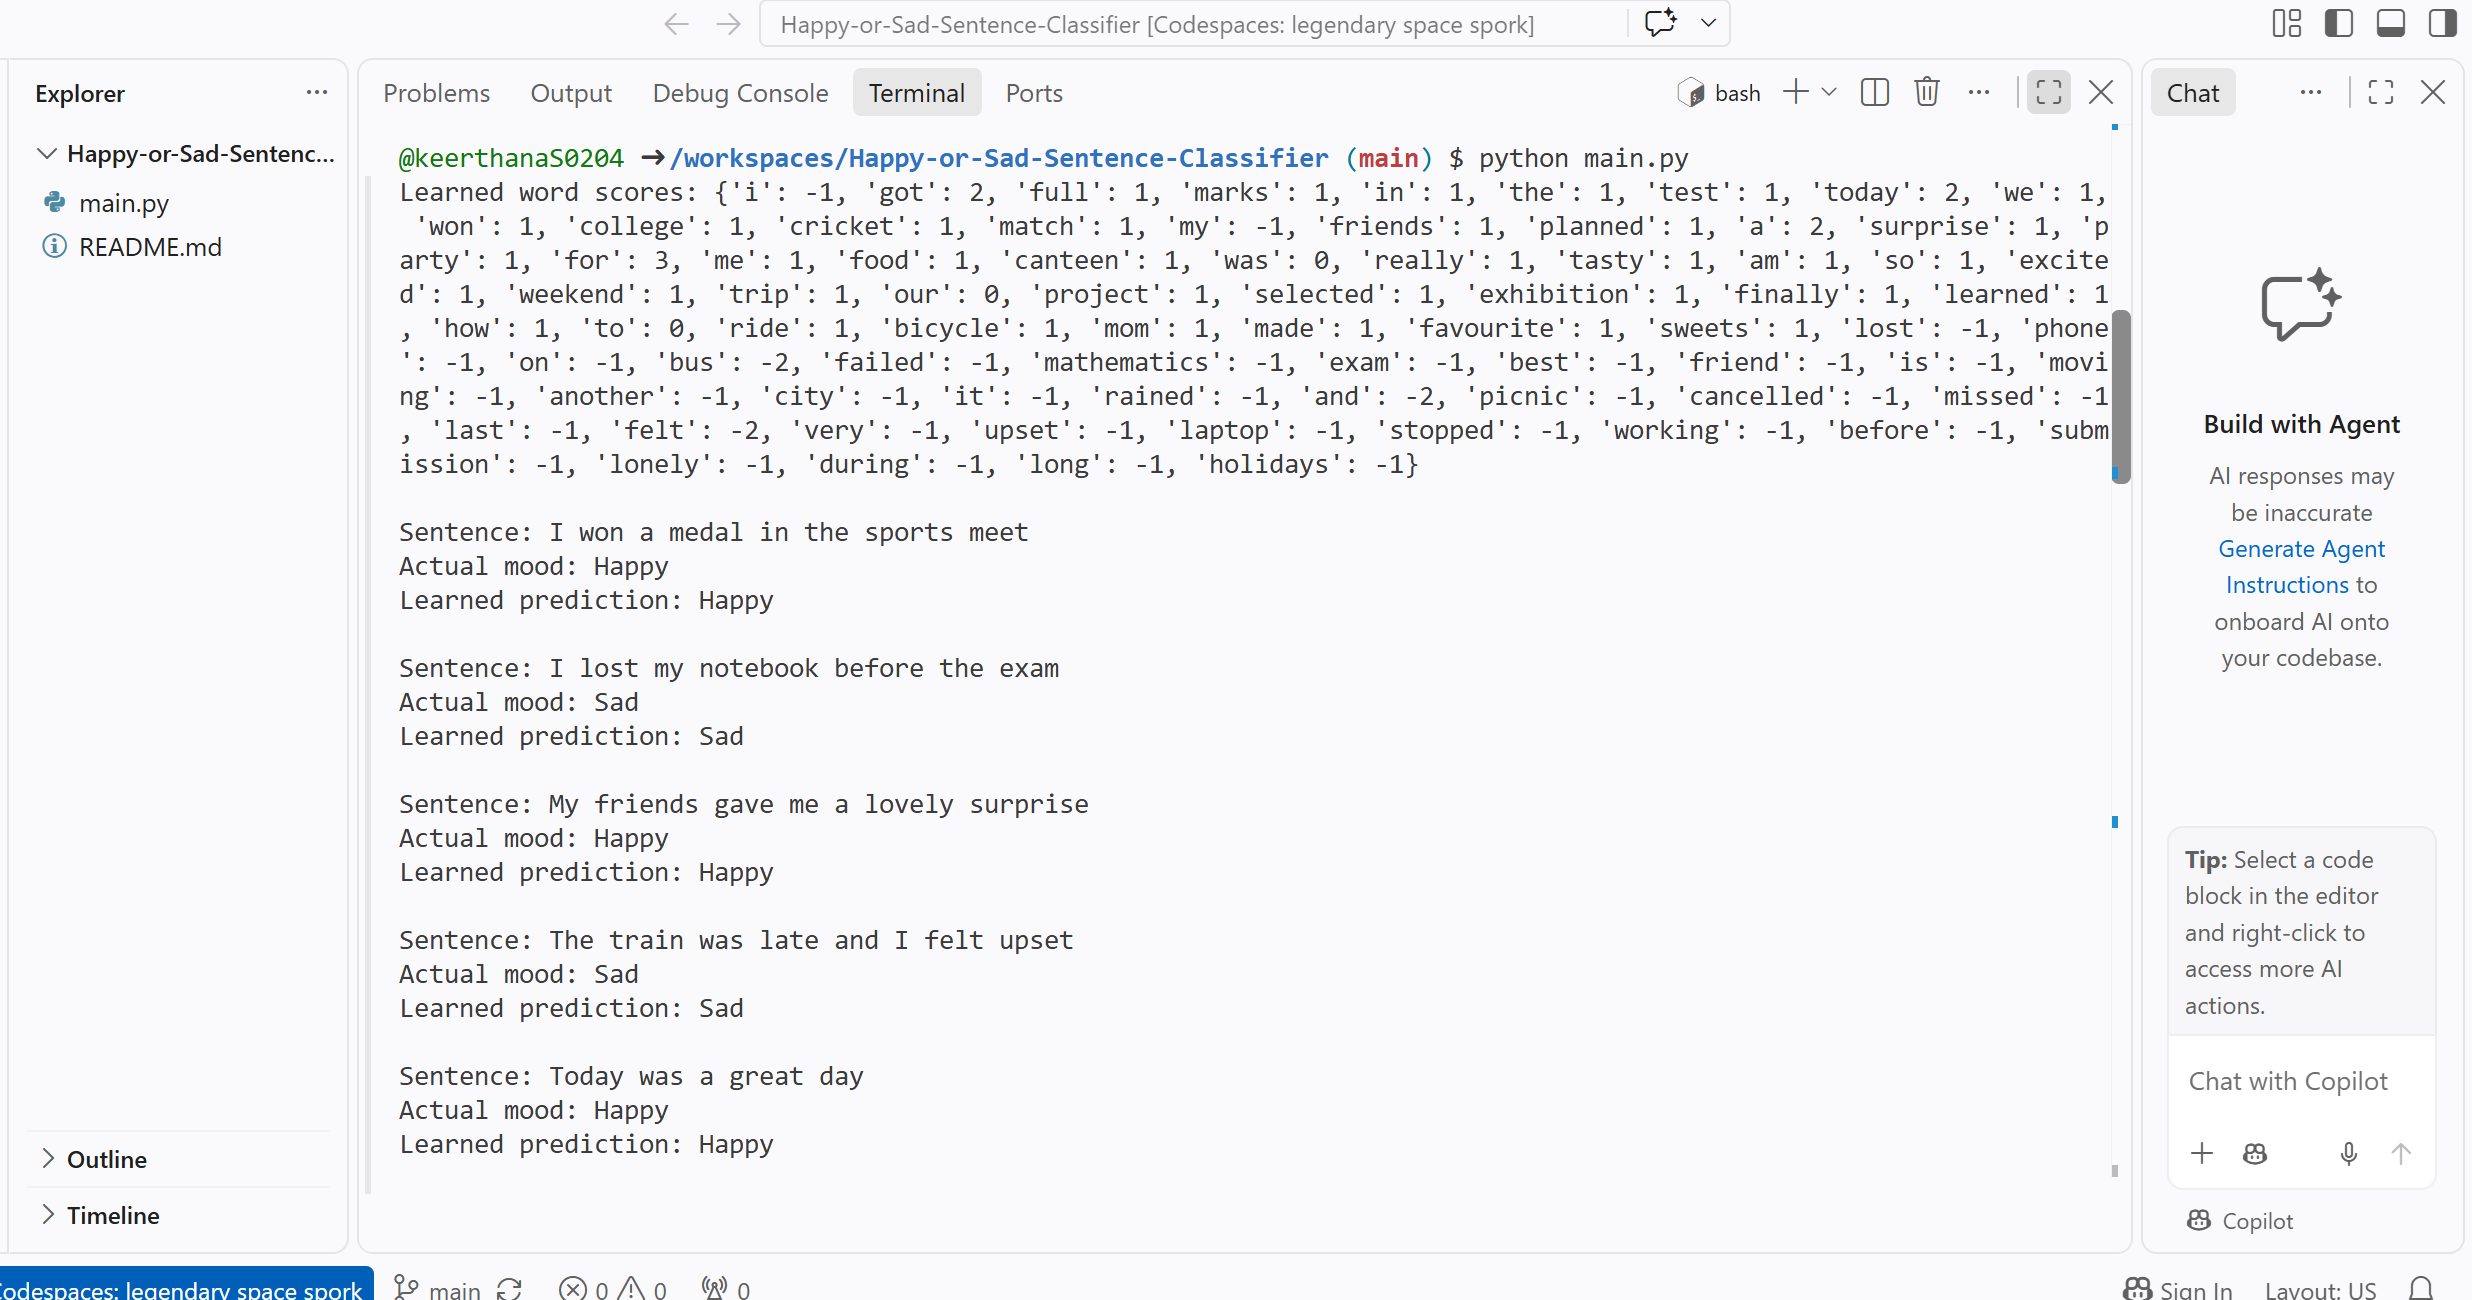 Happy-or-Sad-Sentence-Classifier [Codespaces: legendary space spork]
Explorer
Happy-or-Sad-Sentenc...
main.py
README.md
Outline
Timeline
Problems Output Debug Console Terminal Ports
bash
@keerthanaS0204 ➜/workspaces/Happy-or-Sad-Sentence-Classifier (main) $ python main.py
Learned word scores: {'i': -1, 'got': 2, 'full': 1, 'marks': 1, 'in': 1, 'the': 1, 'test': 1, 'today': 2, 'we': 1,
 'won': 1, 'college': 1, 'cricket': 1, 'match': 1, 'my': -1, 'friends': 1, 'planned': 1, 'a': 2, 'surprise': 1, 'p
arty': 1, 'for': 3, 'me': 1, 'food': 1, 'canteen': 1, 'was': 0, 'really': 1, 'tasty': 1, 'am': 1, 'so': 1, 'excite
d': 1, 'weekend': 1, 'trip': 1, 'our': 0, 'project': 1, 'selected': 1, 'exhibition': 1, 'finally': 1, 'learned': 1
, 'how': 1, 'to': 0, 'ride': 1, 'bicycle': 1, 'mom': 1, 'made': 1, 'favourite': 1, 'sweets': 1, 'lost': -1, 'phone
': -1, 'on': -1, 'bus': -2, 'failed': -1, 'mathematics': -1, 'exam': -1, 'best': -1, 'friend': -1, 'is': -1, 'movi
ng': -1, 'another': -1, 'city': -1, 'it': -1, 'rained': -1, 'and': -2, 'picnic': -1, 'cancelled': -1, 'missed': -1
, 'last': -1, 'felt': -2, 'very': -1, 'upset': -1, 'laptop': -1, 'stopped': -1, 'working': -1, 'before': -1, 'subm
ission': -1, 'lonely': -1, 'during': -1, 'long': -1, 'holidays': -1}
Sentence: I won a medal in the sports meet
Actual mood: Happy
Learned prediction: Happy
Sentence: I lost my notebook before the exam
Actual mood: Sad
Learned prediction: Sad
Sentence: My friends gave me a lovely surprise
Actual mood: Happy
Learned prediction: Happy
Sentence: The train was late and I felt upset
Actual mood: Sad
Learned prediction: Sad
Sentence: Today was a great day
Actual mood: Happy
Learned prediction: Happy
Chat
Build with Agent
AI responses may
be inaccurate
Generate Agent
Instructions to
onboard AI onto
your codebase.
Tip: Select a code
block in the editor
and right-click to
access more AI
actions.
Chat with Copilot
Copilot
odespaces: legendary space spork
main
0
0
0
Sign In
Layout: US